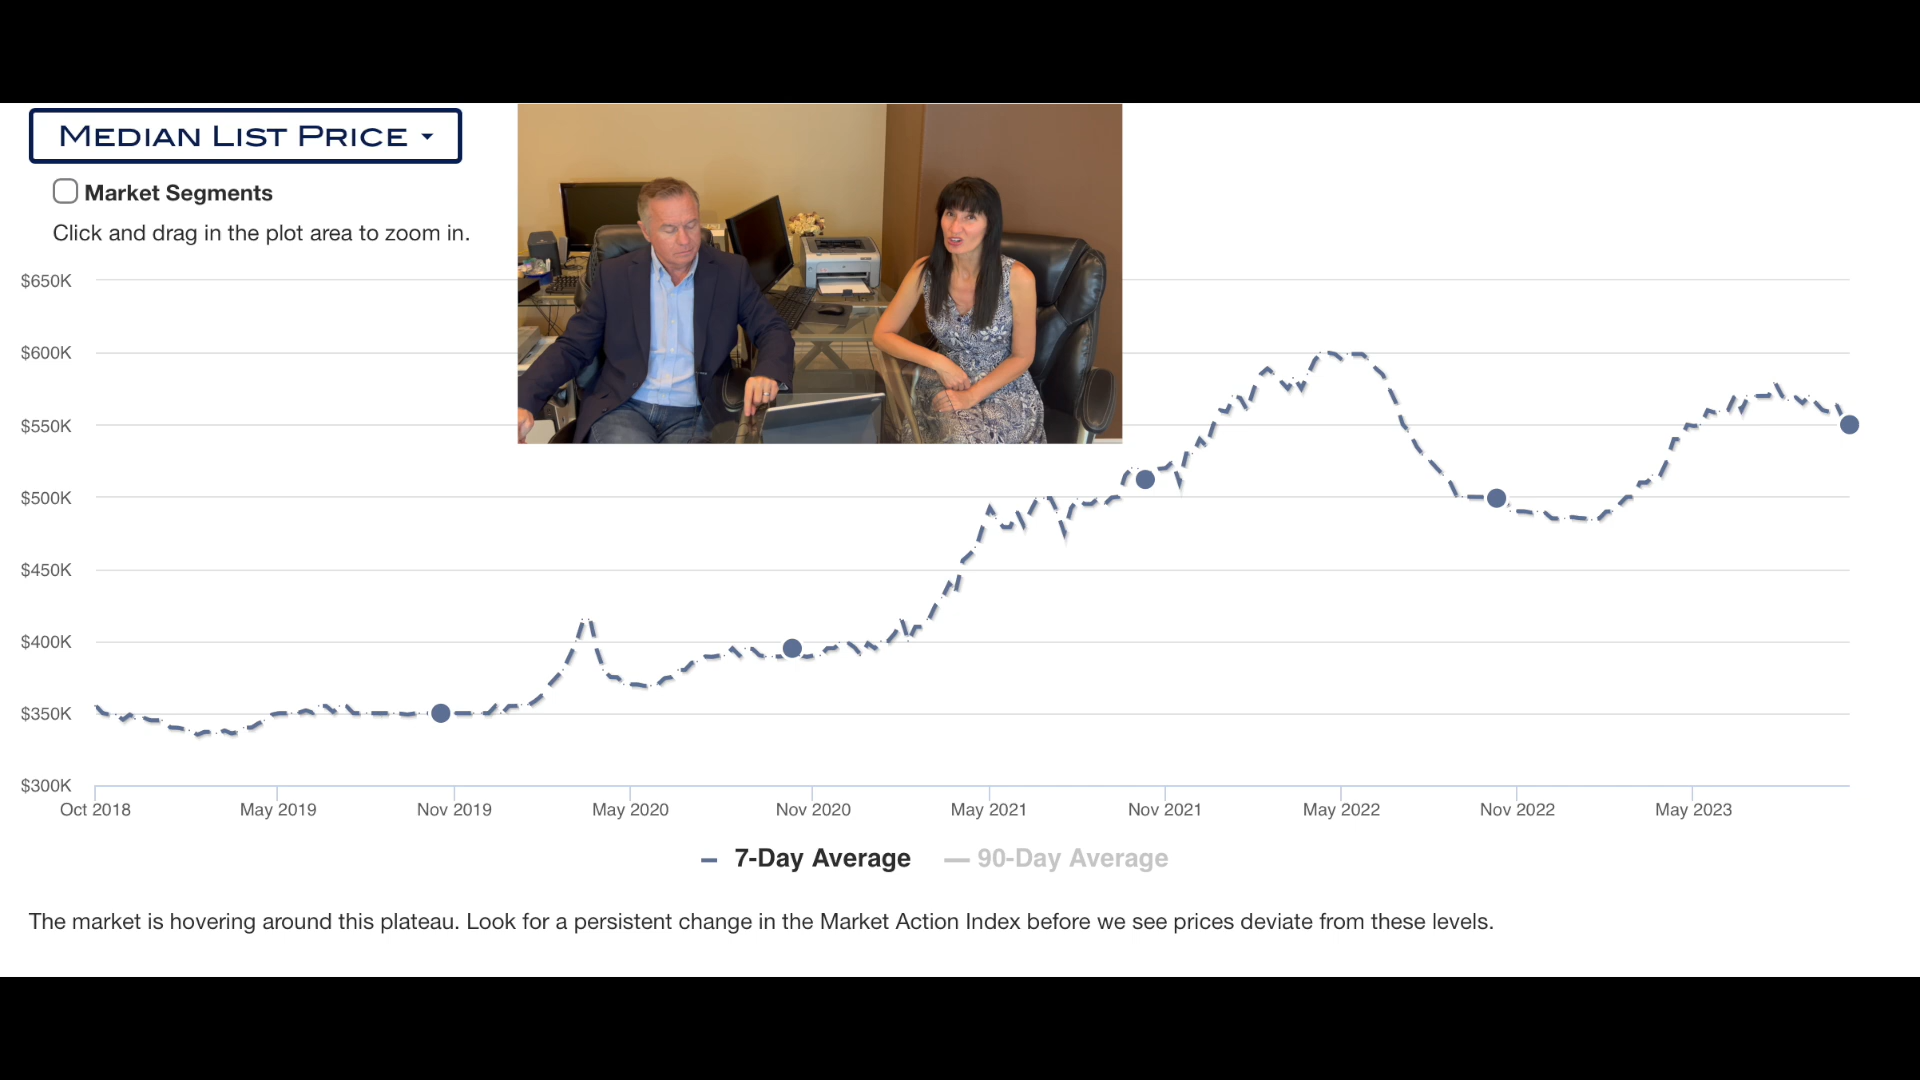 MEDIAN LIST PRICE
Market Segments
Click and drag in the plot area to zoom in.
$650K
$600K
$550K
$500K
$450K
$400K
$350K
$300K
Oct 2018 May 2019 Nov 2019 May 2020 Nov 2020 May 2021 Nov 2021 May 2022 Nov 2022 May 2023
7-Day Average 90-Day Average
The market is hovering around this plateau. Look for a persistent change in the Market Action Index before we see prices deviate from these levels.